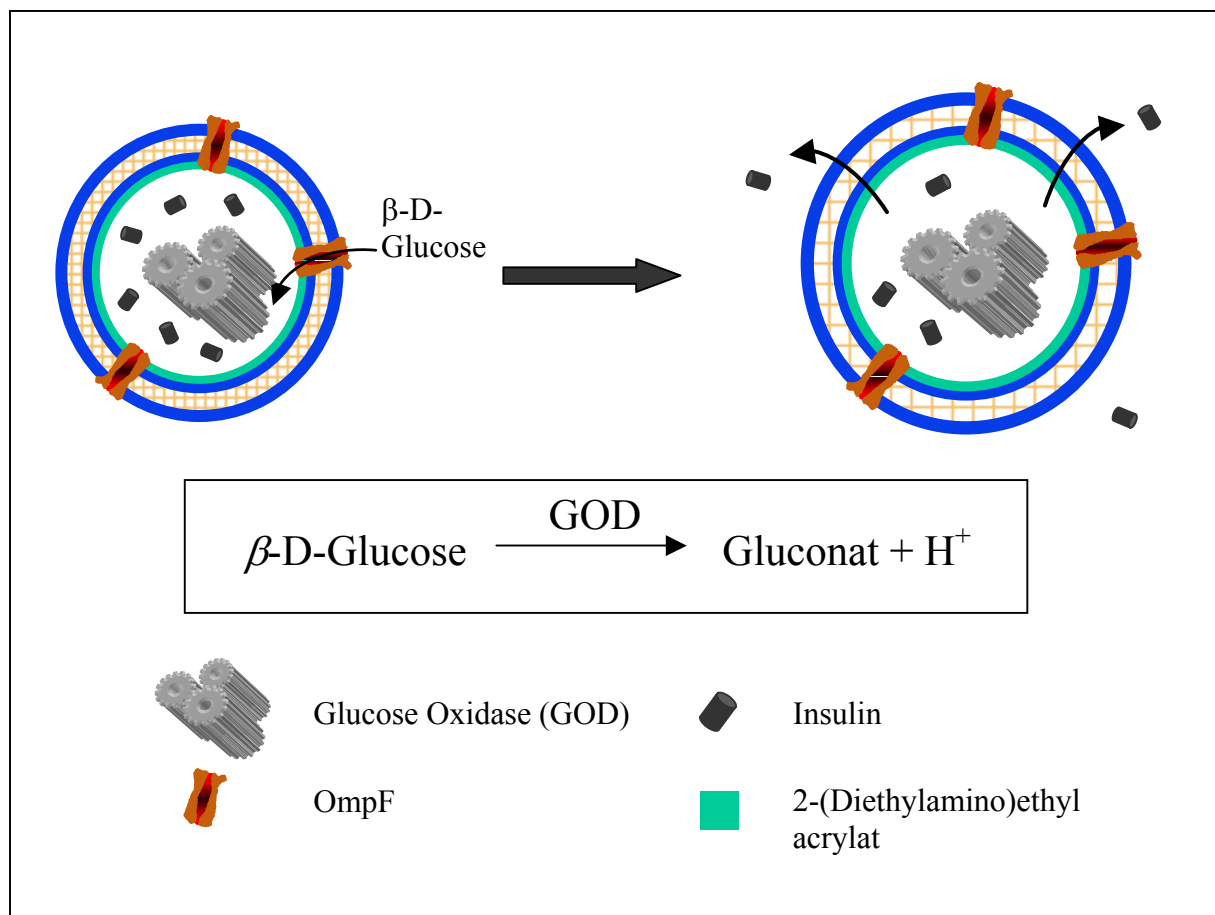 β-D-
Glucose
GOD
β-D-Glucose Gluconat + H⁺
Glucose Oxidase (GOD)
Insulin
OmpF
2-(Diethylamino)ethyl
acrylat